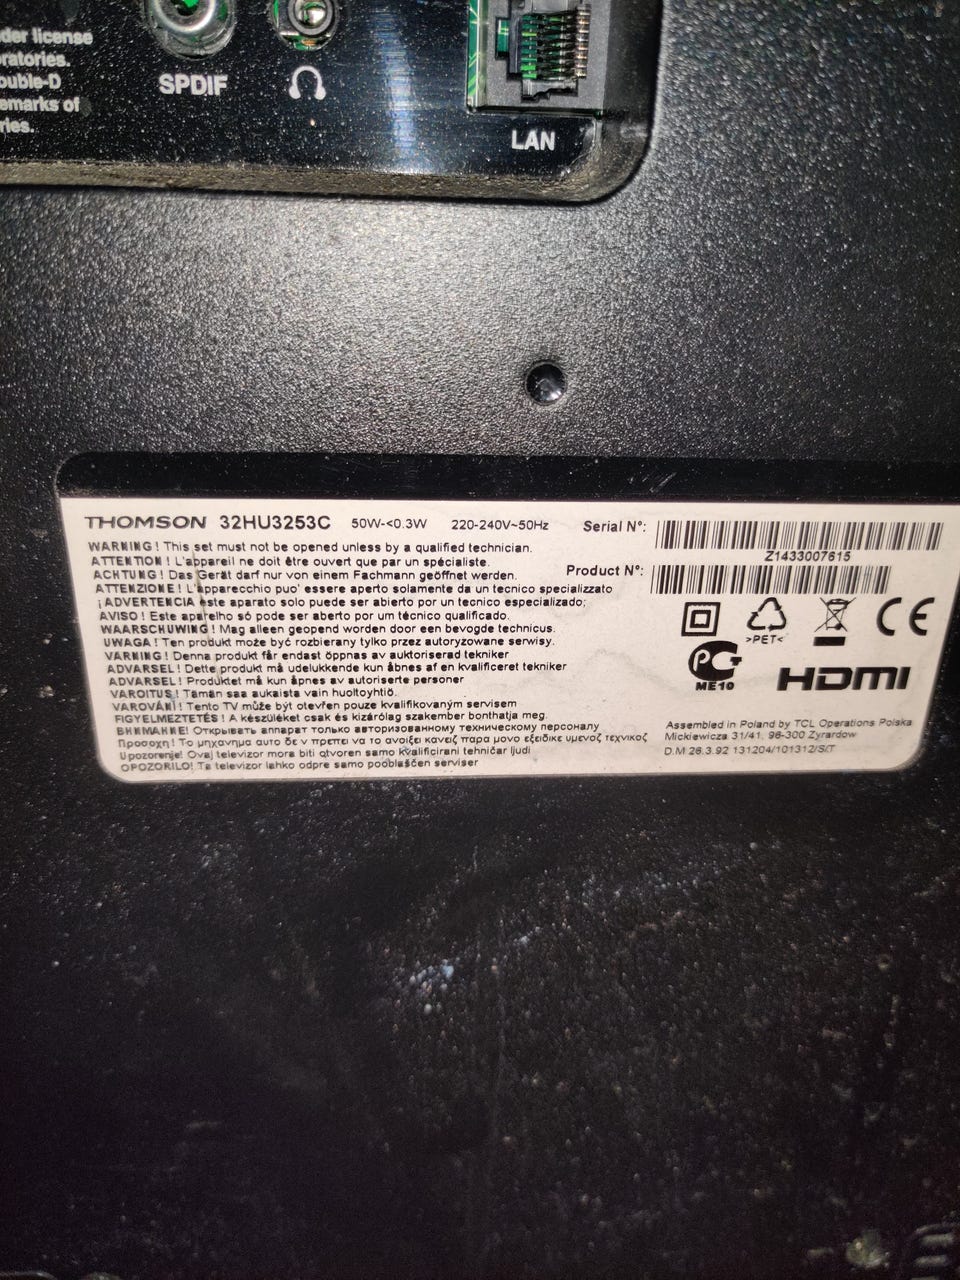 der license
oratories.
ouble-D
emarks of
ries.
SPDIF
LAN
THOMSON 32HU3253C 50W-<0.3W 220-240V~50Hz
Serial N°:
Z1433007615
Product N°:
WARNING! This set must not be opened unless by a qualified technician.
ATTENTION! L'appareil ne doit être ouvert que par un spécialiste.
ACHTUNG! Das Gerät darf nur von einem Fachmann geöffnet werden.
ATTENZIONE! L'apparecchio puo' essere aperto solamente da un tecnico specializzato
¡ADVERTENCIA este aparato solo puede ser abierto por un tecnico especializado;
AVISO! Este aparelho só pode ser aberto por um técnico qualificado.
WAARSCHUWING! Mag alleen geopend worden door een bevogde technicus.
UWAGA! Ten produkt może być rozbierany tylko przez autoryzowane serwisy.
VARNING! Denna produkt får endast öppnas av auktoriserad tekniker
ADVARSEL! Dette produkt må udelukkende kun åbnes af en kvalificeret tekniker
ADVARSEL! Produktet må kun åpnes av autoriserte personer
VAROITUS! Tämän saa aukaista vain huoltoyhtiö.
VAROVÁNÍ! Tento TV může být otevřen pouze kvalifikovaným servisem
FIGYELMEZTETÉS! A készüléket csak és kizárólag szakember bonthatja meg.
ВНИМАНИЕ! Открывать аппарат только авторизованному техническому персоналу
Προσοχη! Το μηχανημα αυτο δε ν πρεπει να το ανοιξει κανειζ παρα μονο εξειδικε υμενοζ τεχνικοζ
Upozorenje! Ovaj televizor mora biti otvoren samo kvalificirani tehničar ljudi
OPOZORILO! Ta televizor lahko odpre samo pooblaščen serviser
>PET<
CE
PG
ME10
HDMI
Assembled in Poland by TCL Operations Polska
Mickiewicza 31/41, 96-300 Zyrardow
D.M 26.3.92 131204/101312/S/T